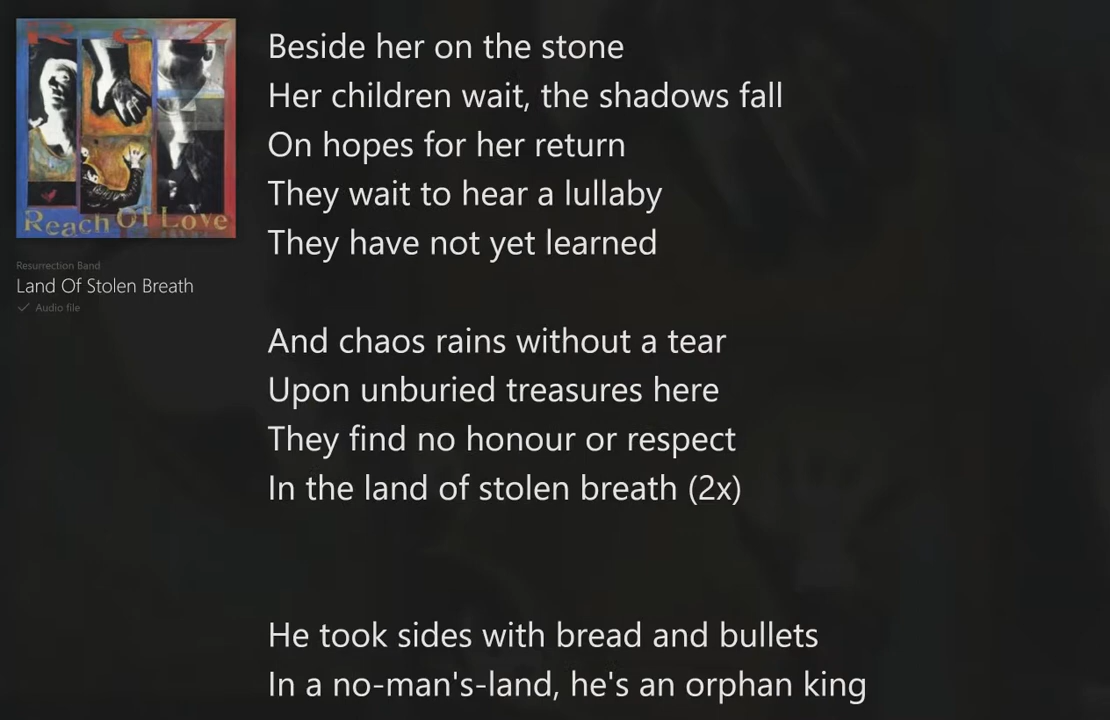 ReZ
Reach Of Love
Resurrection Band
Land Of Stolen Breath
Audio file
Beside her on the stone
Her children wait, the shadows fall
On hopes for her return
They wait to hear a lullaby
They have not yet learned
And chaos rains without a tear
Upon unburied treasures here
They find no honour or respect
In the land of stolen breath (2x)
He took sides with bread and bullets
In a no-man's-land, he's an orphan king